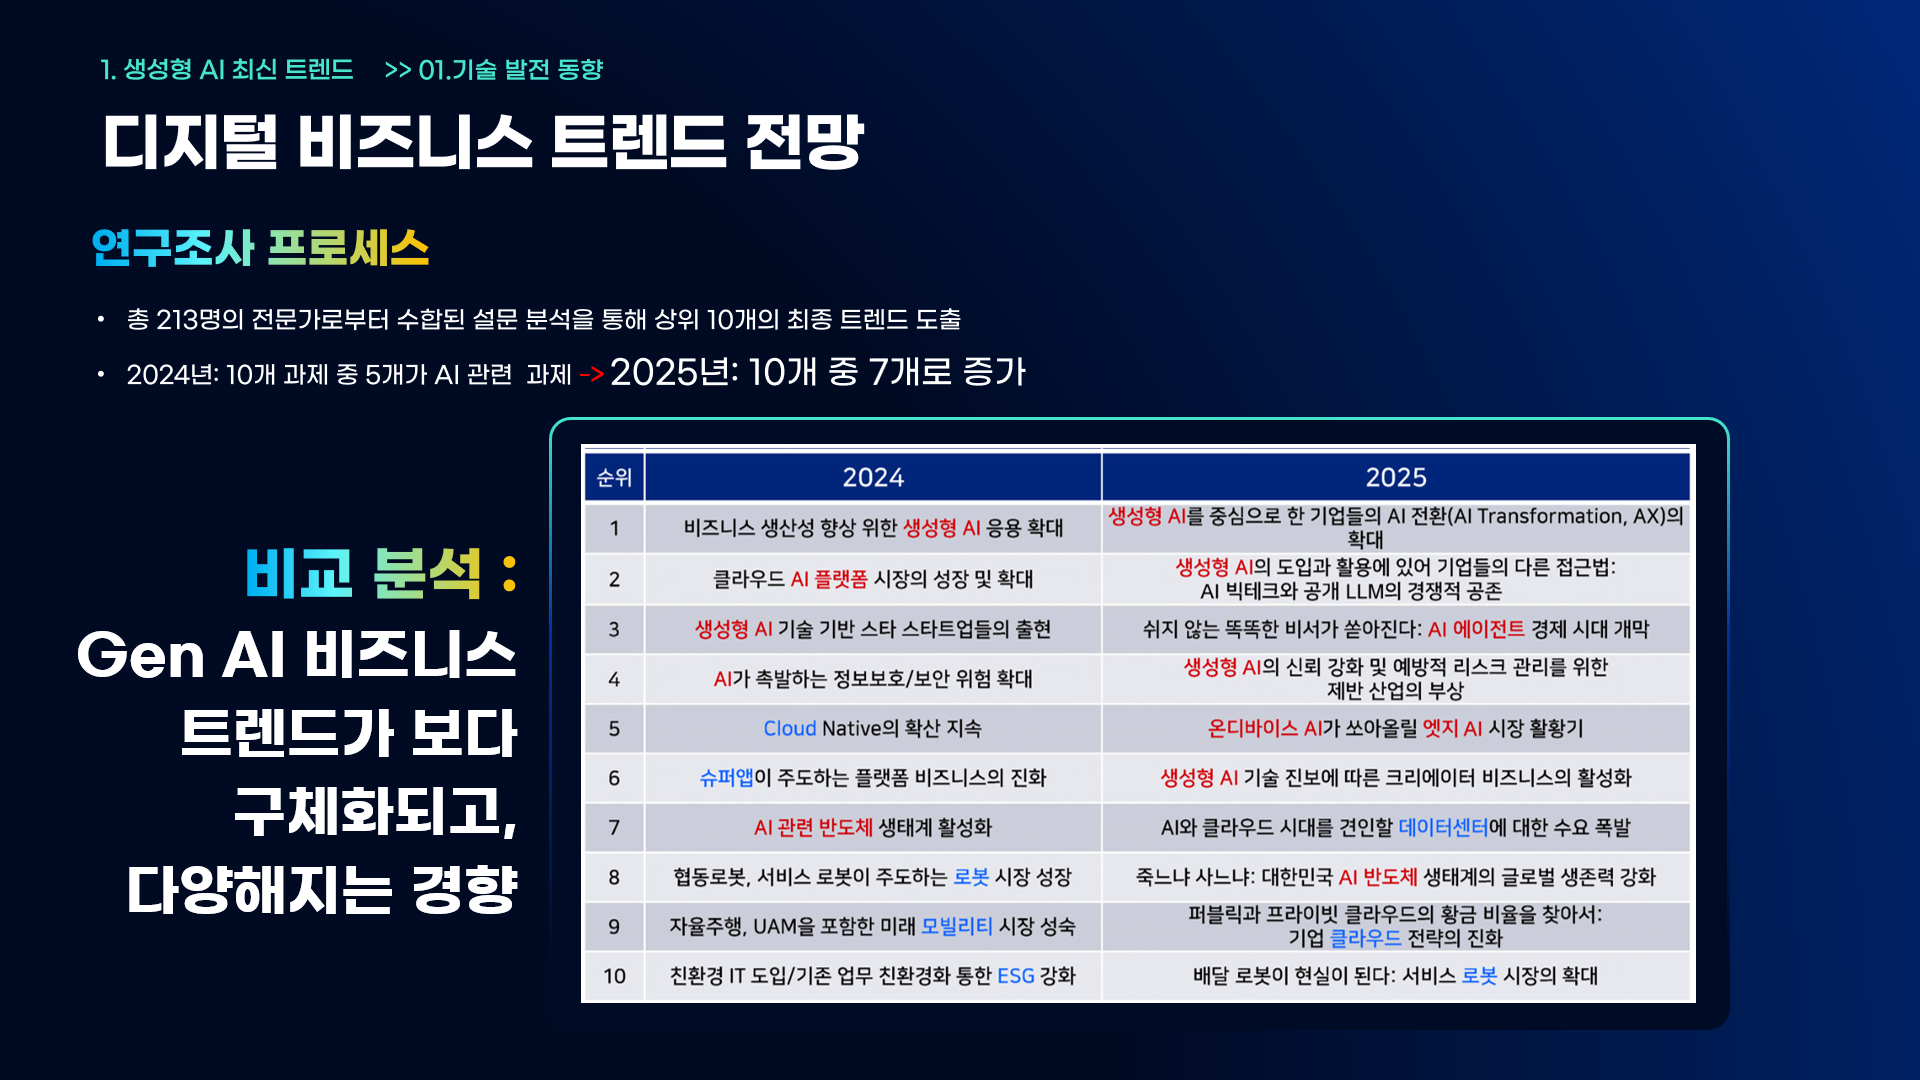 1. 생성형 AI 최신 트렌드 >> 01.기술 발전 동향
디지털 비즈니스 트렌드 전망
연구조사 프로세스
• 총 213명의 전문가로부터 수합된 설문 분석을 통해 상위 10개의 최종 트렌드 도출
• 2024년: 10개 과제 중 5개가 AI 관련 과제 -> 2025년: 10개 중 7개로 증가
비교 분석 :
Gen AI 비즈니스
트렌드가 보다
구체화되고,
다양해지는 경향
순위 2024 2025
1 비즈니스 생산성 향상 위한 생성형 AI 응용 확대 생성형 AI를 중심으로 한 기업들의 AI 전환(AI Transformation, AX)의
확대
2 클라우드 AI 플랫폼 시장의 성장 및 확대 생성형 AI의 도입과 활용에 있어 기업들의 다른 접근법:
AI 빅테크와 공개 LLM의 경쟁적 공존
3 생성형 AI 기술 기반 스타 스타트업들의 출현 쉬지 않는 똑똑한 비서가 쏟아진다: AI 에이전트 경제 시대 개막
4 AI가 촉발하는 정보보호/보안 위험 확대 생성형 AI의 신뢰 강화 및 예방적 리스크 관리를 위한
제반 산업의 부상
5 Cloud Native의 확산 지속 온디바이스 AI가 쏘아올릴 엣지 AI 시장 활황기
6 슈퍼앱이 주도하는 플랫폼 비즈니스의 진화 생성형 AI 기술 진보에 따른 크리에이터 비즈니스의 활성화
7 AI 관련 반도체 생태계 활성화 AI와 클라우드 시대를 견인할 데이터센터에 대한 수요 폭발
8 협동로봇, 서비스 로봇이 주도하는 로봇 시장 성장 죽느냐 사느냐: 대한민국 AI 반도체 생태계의 글로벌 생존력 강화
9 자율주행, UAM을 포함한 미래 모빌리티 시장 성숙 퍼블릭과 프라이빗 클라우드의 황금 비율을 찾아서:
기업 클라우드 전략의 진화
10 친환경 IT 도입/기존 업무 친환경화 통한 ESG 강화 배달 로봇이 현실이 된다: 서비스 로봇 시장의 확대